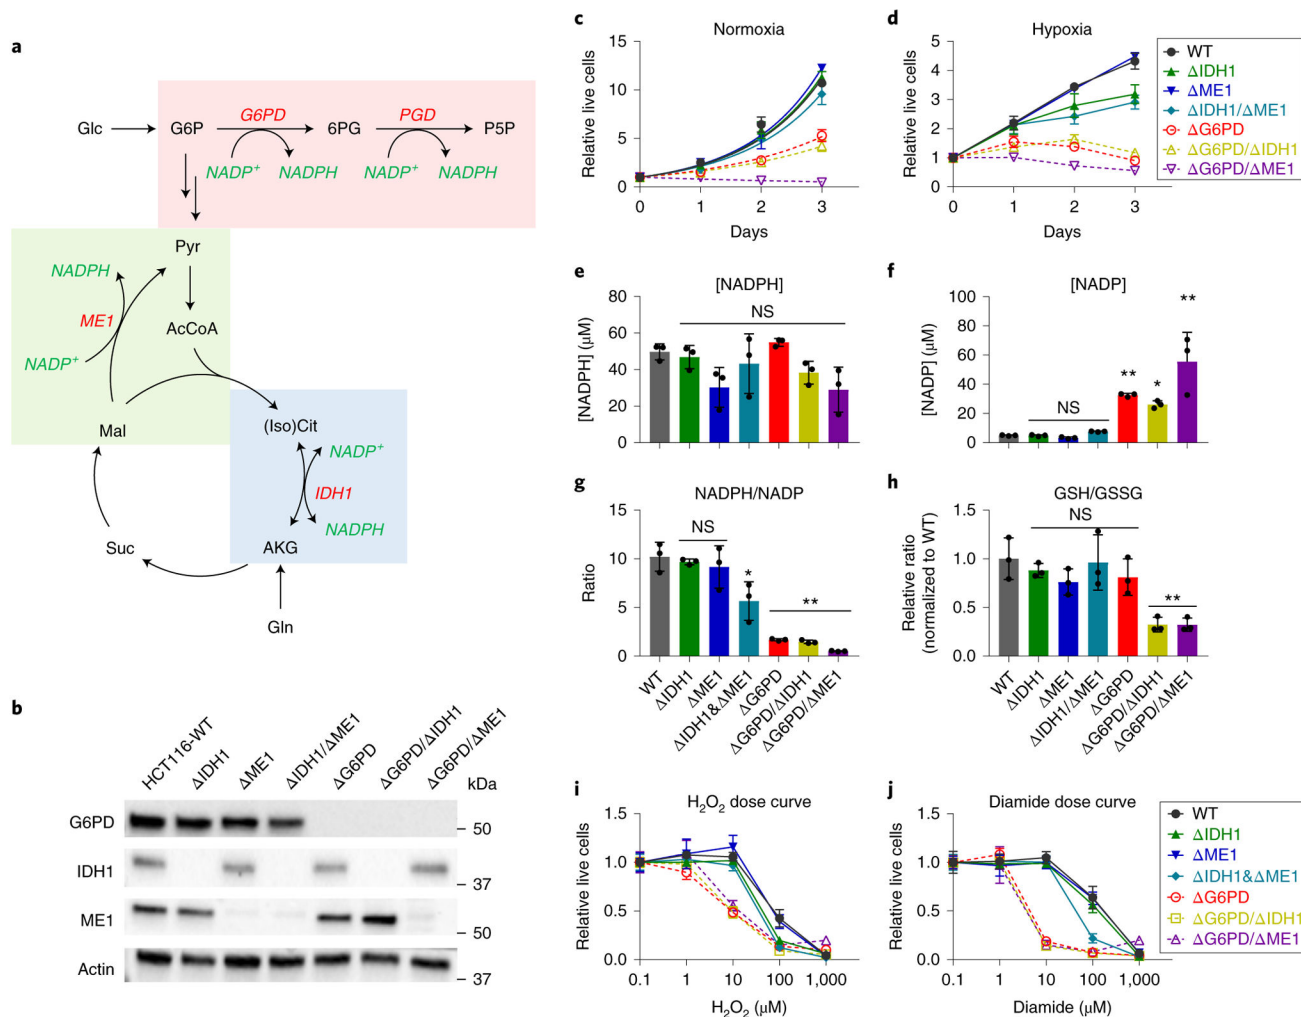 a
Glc
G6P
G6PD
6PG
PGD
P5P
NADP⁺
NADPH
NADP⁺
NADPH
Pyr
NADPH
ME1
AcCoA
NADP⁺
Mal
(Iso)Cit
NADP⁺
IDH1
NADPH
AKG
Suc
Gln
b
HCT116-WT
ΔIDH1
ΔME1
ΔIDH1/ΔME1
ΔG6PD
ΔG6PD/ΔIDH1
ΔG6PD/ΔME1
kDa
G6PD
50
IDH1
37
ME1
50
Actin
37
c
Normoxia
Relative live cells
15
10
5
0
0 1 2 3
Days
d
Hypoxia
Relative live cells
5
4
3
2
1
0
0 1 2 3
Days
WT
ΔIDH1
ΔME1
ΔIDH1/ΔME1
ΔG6PD
ΔG6PD/ΔIDH1
ΔG6PD/ΔME1
e
[NADPH]
NS
[NADPH] (μM)
80
60
40
20
0
f
[NADP]
NS
**
*
**
[NADP] (μM)
100
80
60
40
20
0
g
NADPH/NADP
NS
*
**
Ratio
15
10
5
0
WT
ΔIDH1
ΔME1
ΔIDH1&ΔME1
ΔG6PD
ΔG6PD/ΔIDH1
ΔG6PD/ΔME1
h
GSH/GSSG
NS
**
Relative ratio
(normalized to WT)
1.5
1.0
0.5
0.0
WT
ΔIDH1
ΔME1
ΔIDH1/ΔME1
ΔG6PD
ΔG6PD/ΔIDH1
ΔG6PD/ΔME1
i
H₂O₂ dose curve
Relative live cells
1.5
1.0
0.5
0.0
0.1 1 10 100 1,000
H₂O₂ (μM)
j
Diamide dose curve
Relative live cells
1.5
1.0
0.5
0.0
0.1 1 10 100 1,000
Diamide (μM)
WT
ΔIDH1
ΔME1
ΔIDH1&ΔME1
ΔG6PD
ΔG6PD/ΔIDH1
ΔG6PD/ΔME1